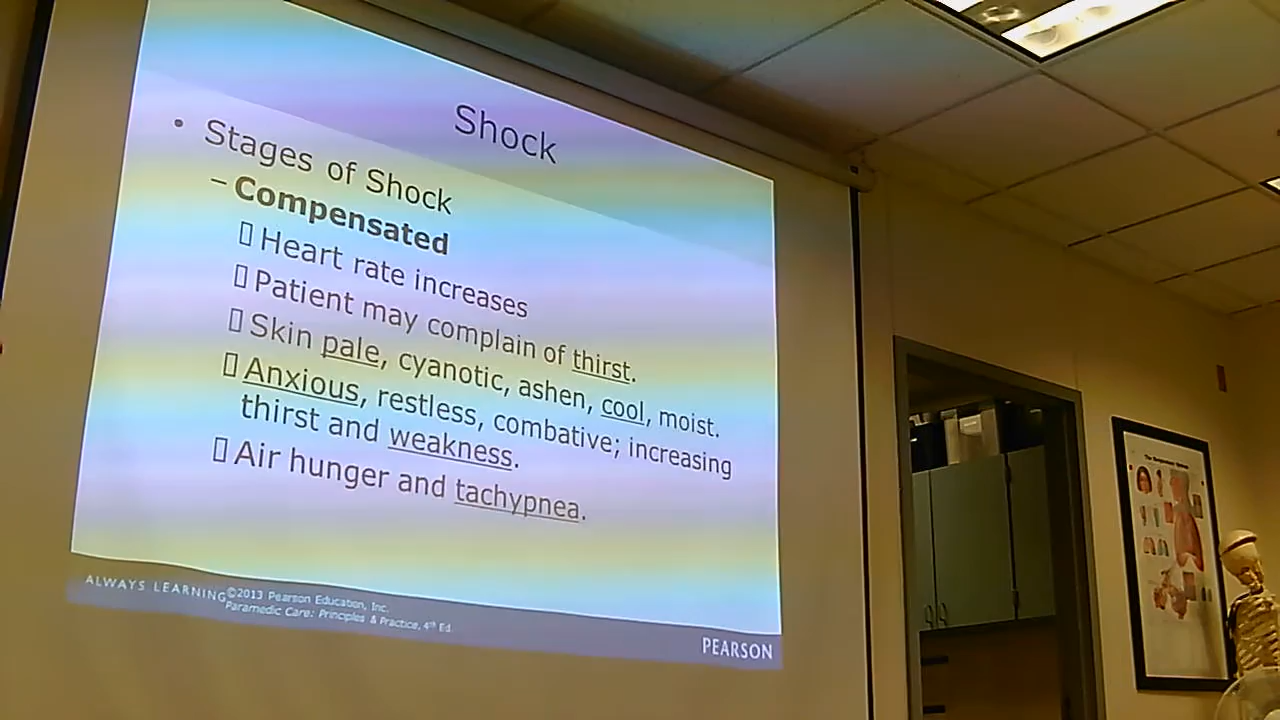 Shock
• Stages of Shock
– Compensated
Heart rate increases
Patient may complain of thirst.
Skin pale, cyanotic, ashen, cool, moist.
Anxious, restless, combative; increasing
thirst and weakness.
Air hunger and tachypnea.
ALWAYS LEARNING
©2013 Pearson Education, Inc.
Paramedic Care: Principles & Practice, 4th Ed.
PEARSON